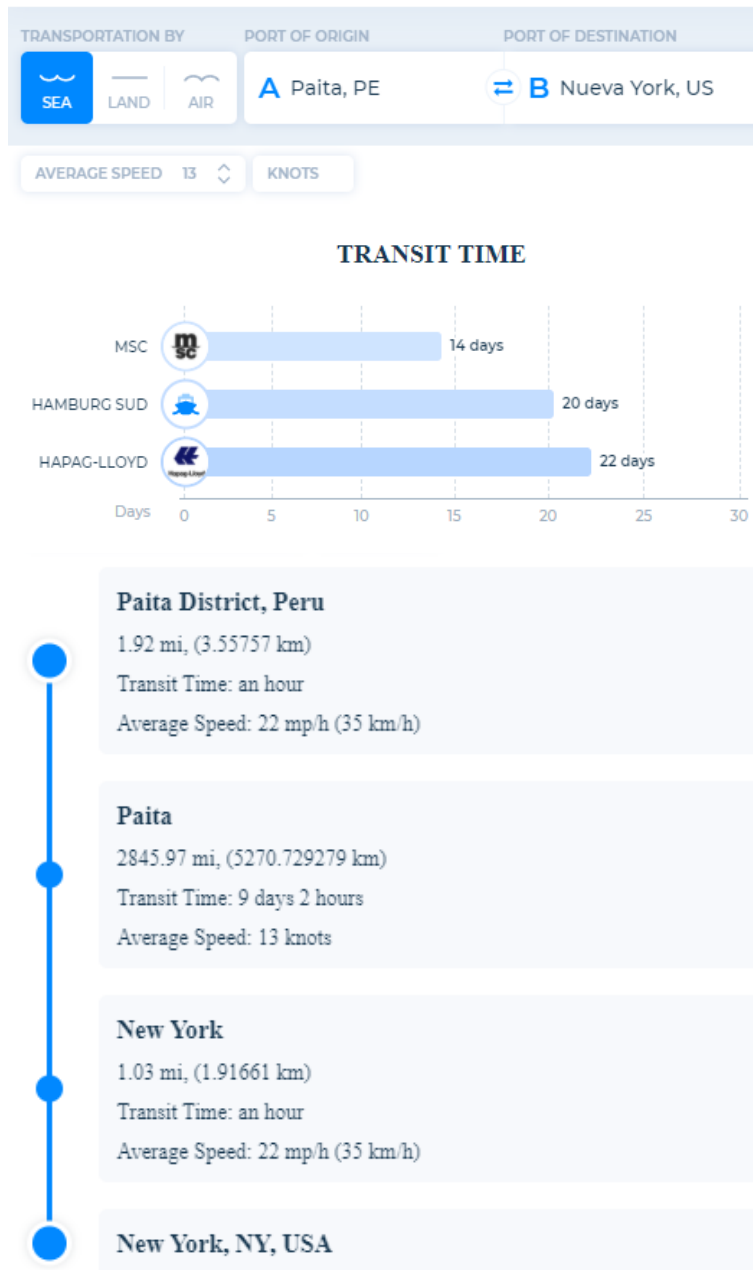 TRANSPORTATION BY PORT OF ORIGIN PORT OF DESTINATION
SEA LAND AIR A Paita, PE B Nueva York, US
AVERAGE SPEED 13 KNOTS
TRANSIT TIME
MSC msc 14 days
HAMBURG SUD 20 days
HAPAG-LLOYD Hapag-Lloyd 22 days
Days 0 5 10 15 20 25 30
Paita District, Peru
1.92 mi, (3.55757 km)
Transit Time: an hour
Average Speed: 22 mp/h (35 km/h)
Paita
2845.97 mi, (5270.729279 km)
Transit Time: 9 days 2 hours
Average Speed: 13 knots
New York
1.03 mi, (1.91661 km)
Transit Time: an hour
Average Speed: 22 mp/h (35 km/h)
New York, NY, USA